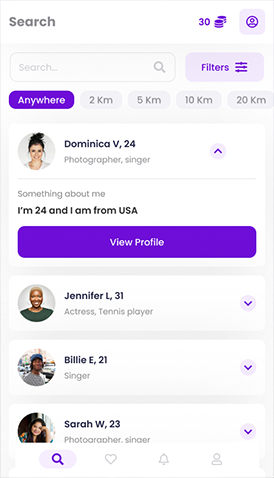 Search
30
Search...
Filters
Anywhere
2 Km
5 Km
10 Km
20 Km
Dominica V, 24
Photographer, singer
Something about me
I'm 24 and I am from USA
View Profile
Jennifer L, 31
Actress, Tennis player
Billie E, 21
Singer
Sarah W, 23
Photographer, singer